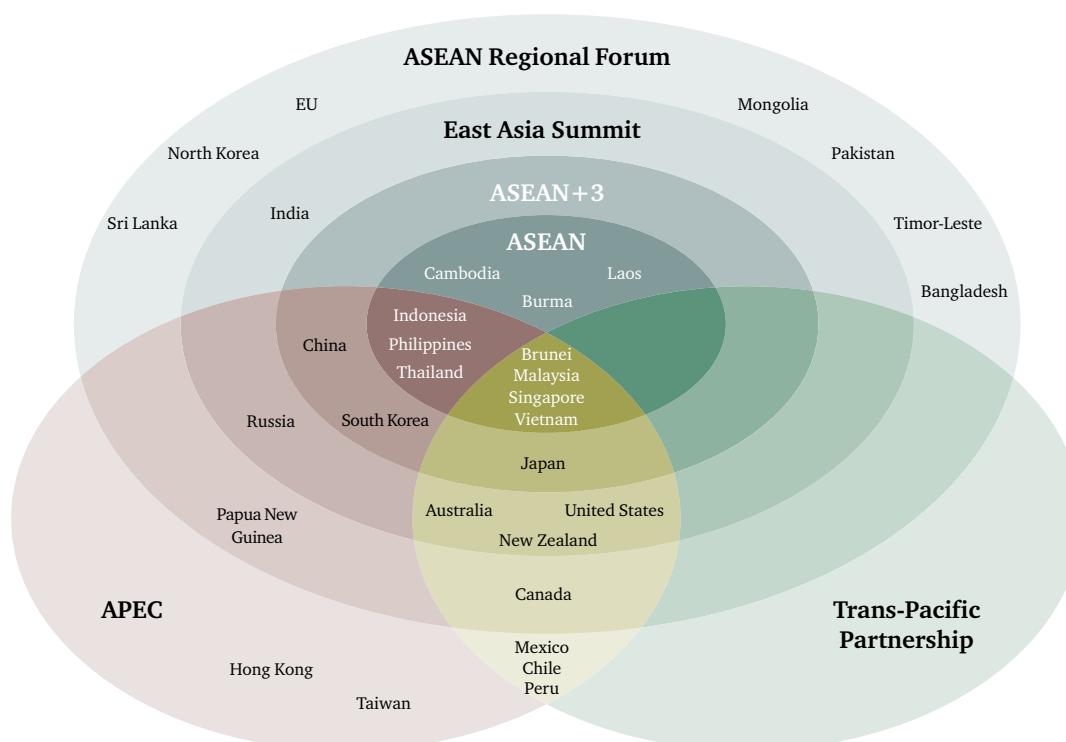 ASEAN Regional Forum
EU
Mongolia
East Asia Summit
North Korea
Pakistan
ASEAN+3
India
Sri Lanka
Timor-Leste
ASEAN
Cambodia
Laos
Bangladesh
Burma
Indonesia
China
Philippines
Brunei
Thailand
Malaysia
Singapore
Russia
South Korea
Vietnam
Japan
Australia
United States
Papua New
Guinea
New Zealand
Canada
APEC
Trans-Pacific
Partnership
Mexico
Hong Kong
Chile
Peru
Taiwan